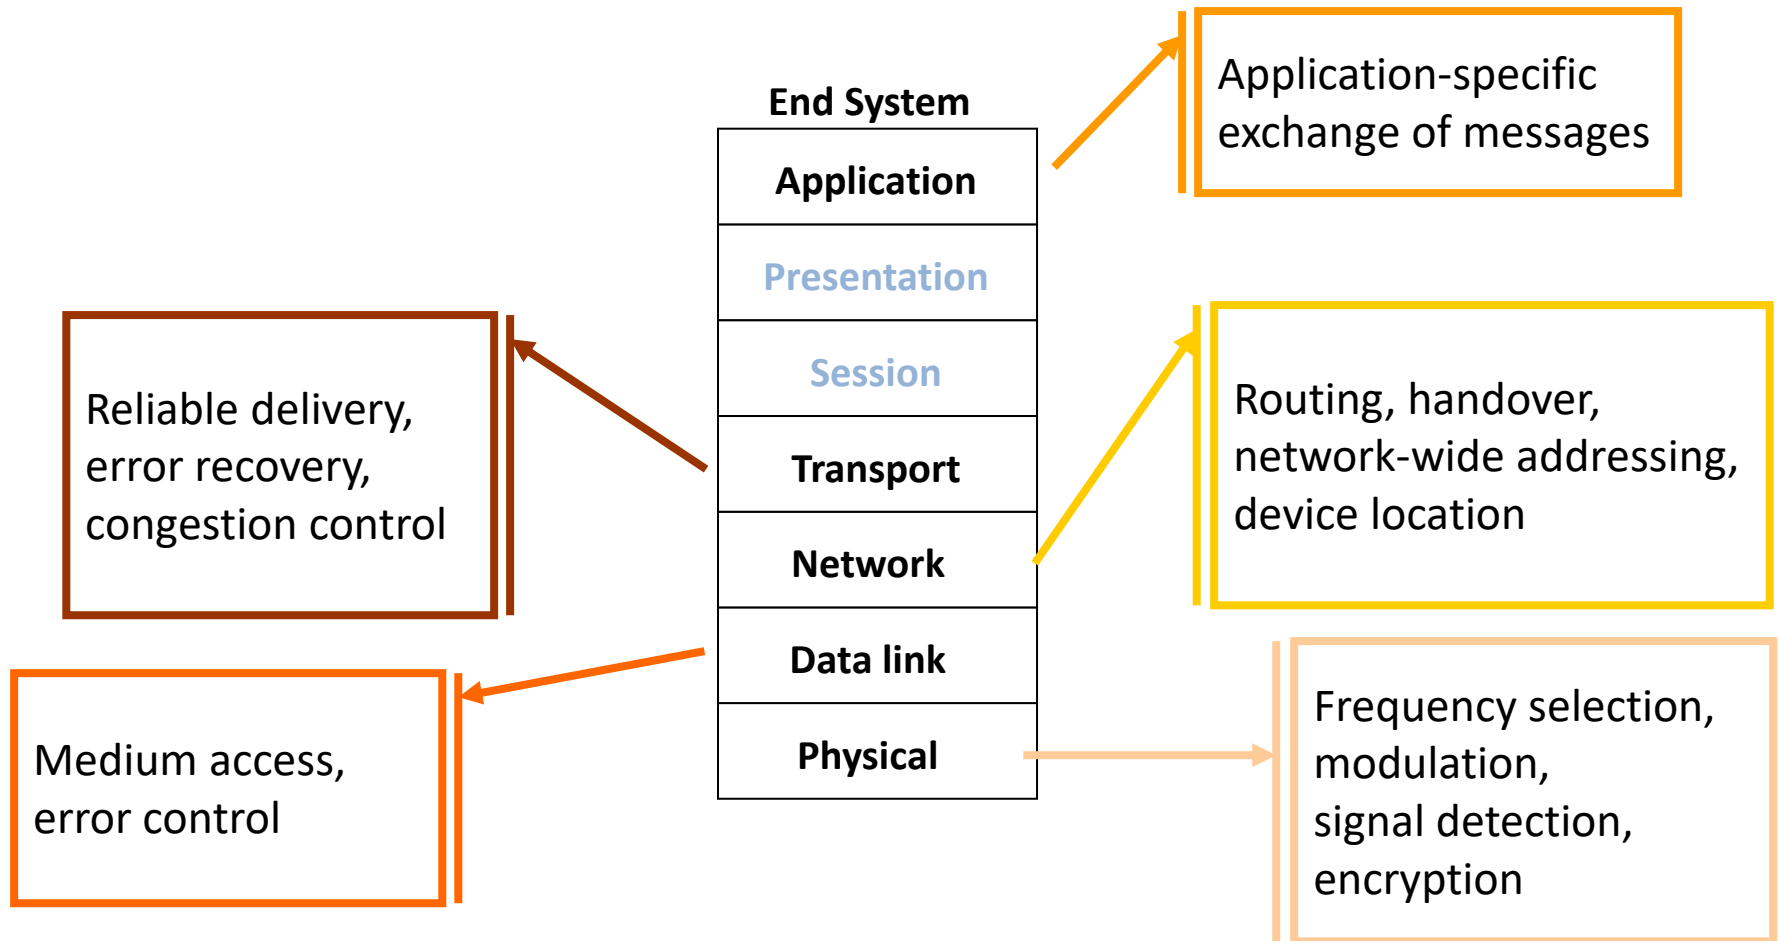 End System
Application
Presentation
Session
Transport
Network
Data link
Physical
Application-specific
exchange of messages
Reliable delivery,
error recovery,
congestion control
Routing, handover,
network-wide addressing,
device location
Medium access,
error control
Frequency selection,
modulation,
signal detection,
encryption